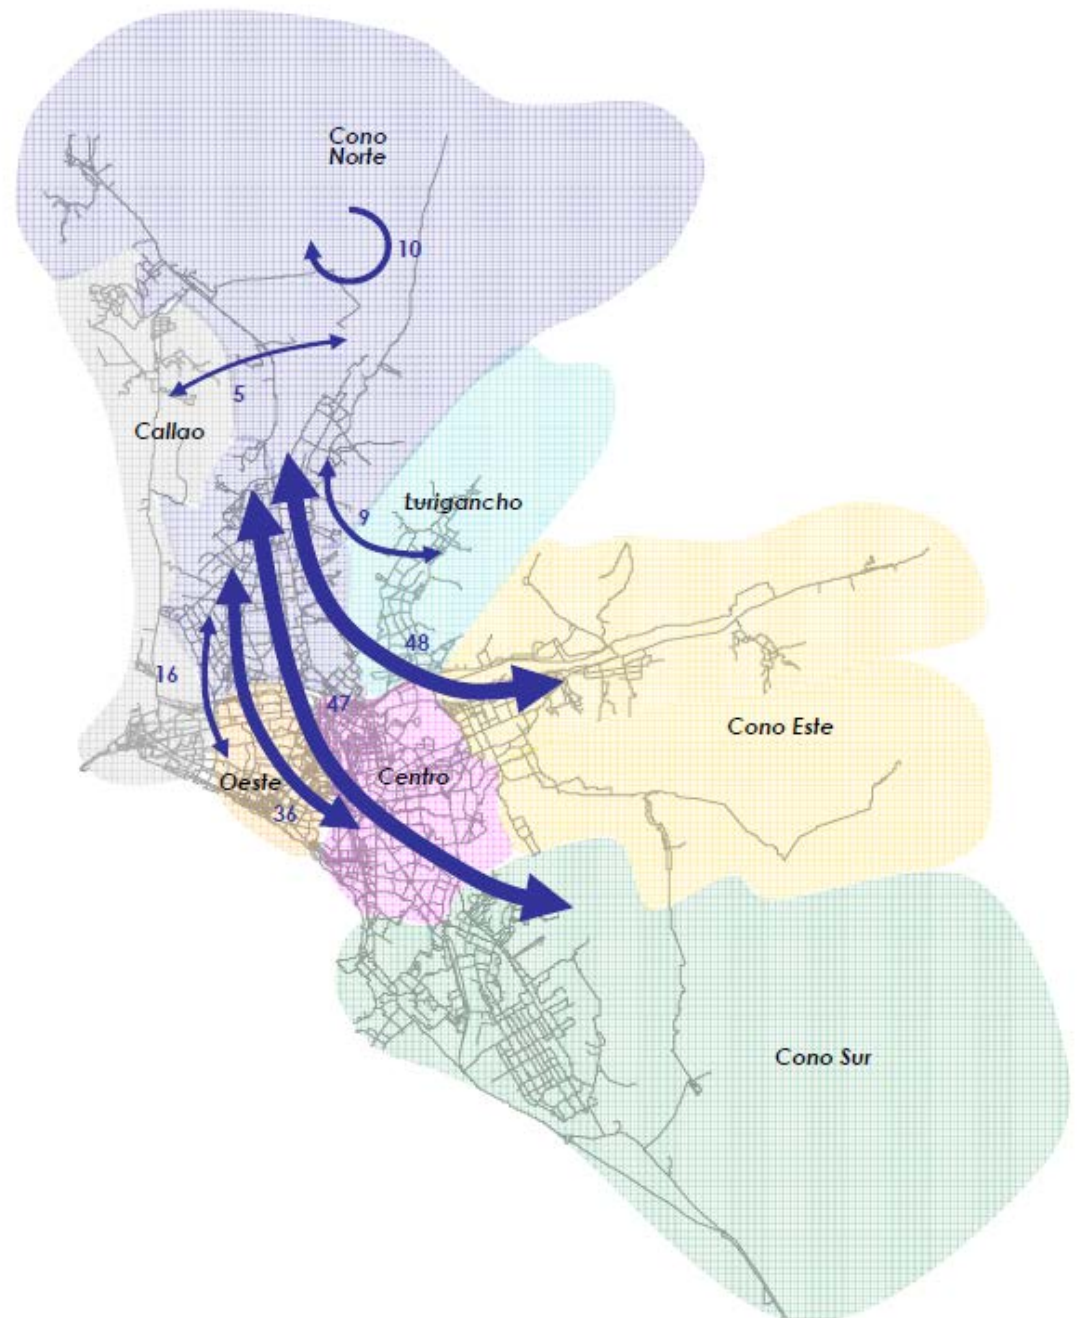 Cono
Norte
10
5
Callao
Lurigancho
9
48
16
47
Cono Este
Oeste
Centro
36
Cono Sur